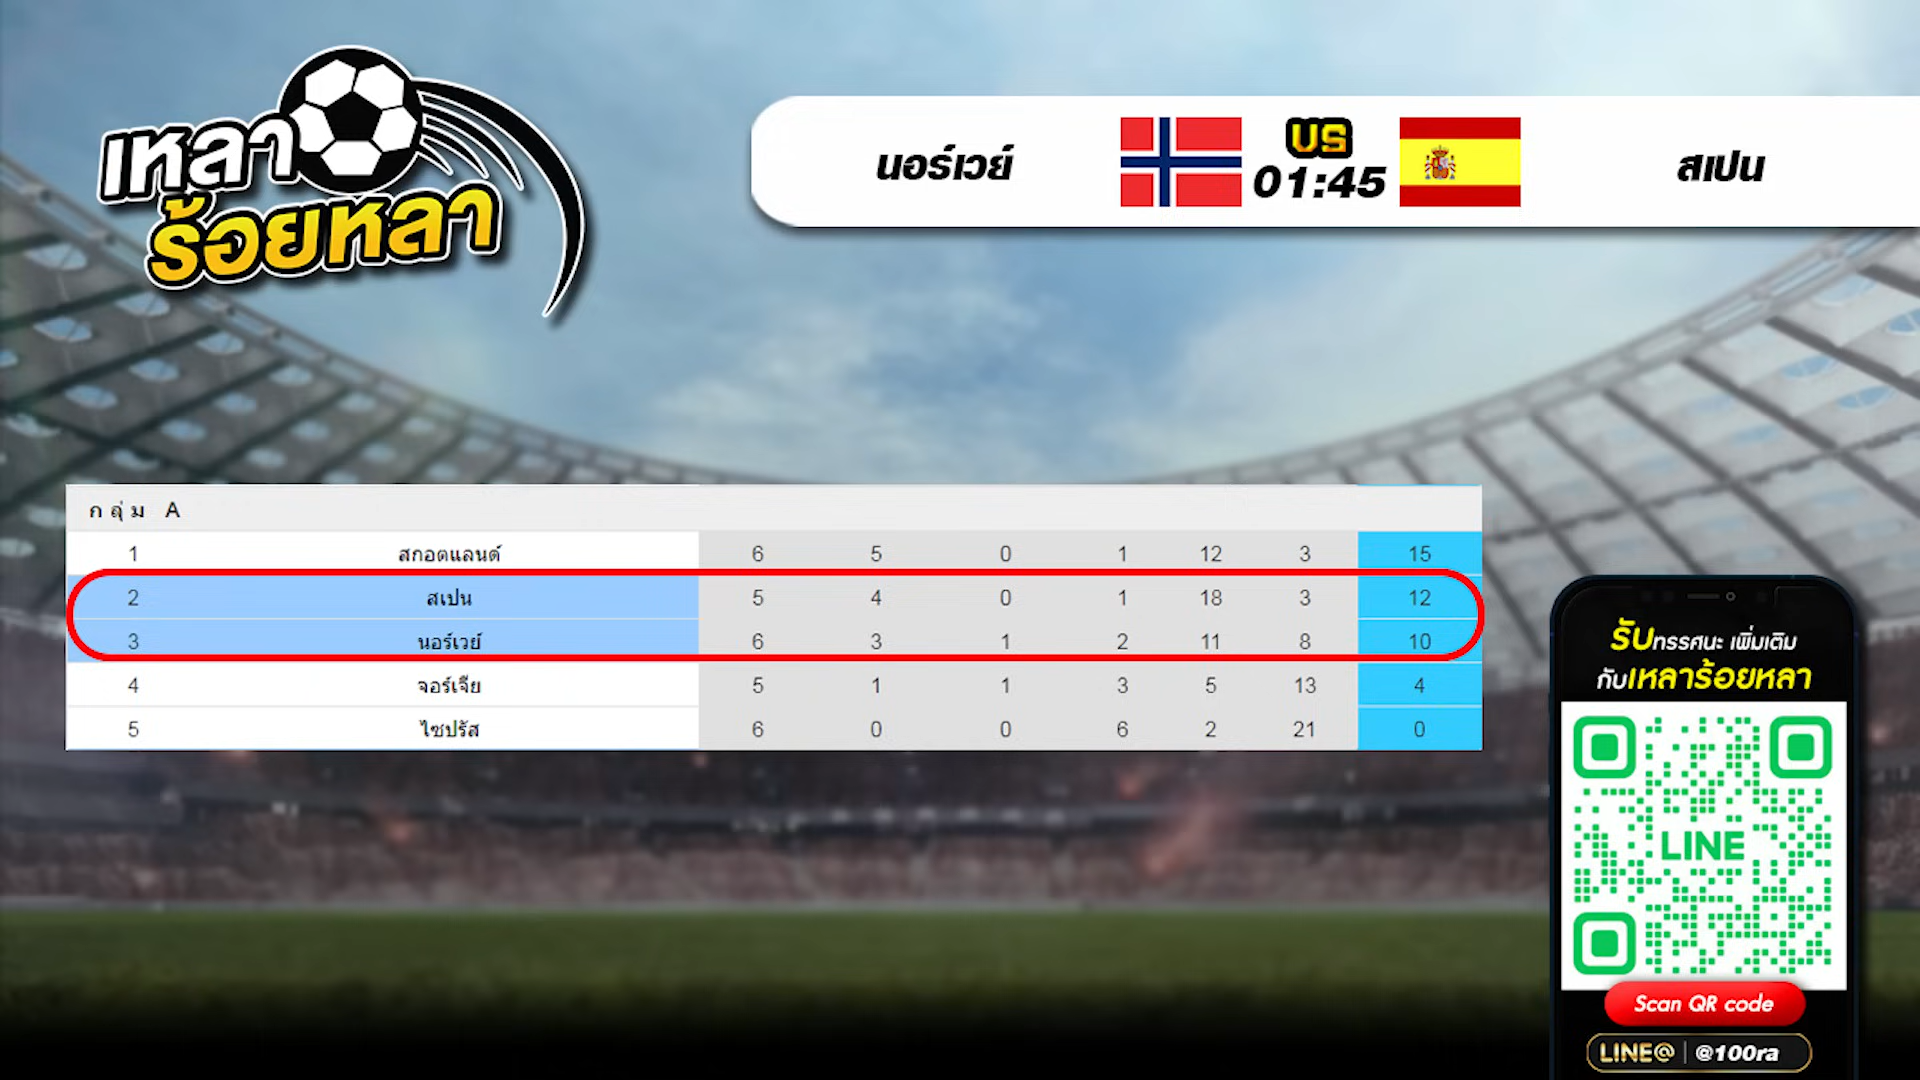 เหลา
ร้อยหลา
นอร์เวย์ VS สเปน
01:45
กลุ่ม A
1 สกอตแลนด์ 6 5 0 1 12 3 15
2 สเปน 5 4 0 1 18 3 12
3 นอร์เวย์ 6 3 1 2 11 8 10
4 จอร์เจีย 5 1 1 3 5 13 4
5 ไซปรัส 6 0 0 6 2 21 0
รับทรรศนะ เพิ่มเติม
กับเหลาร้อยหลา
LINE
Scan QR code
LINE@ | @100ra